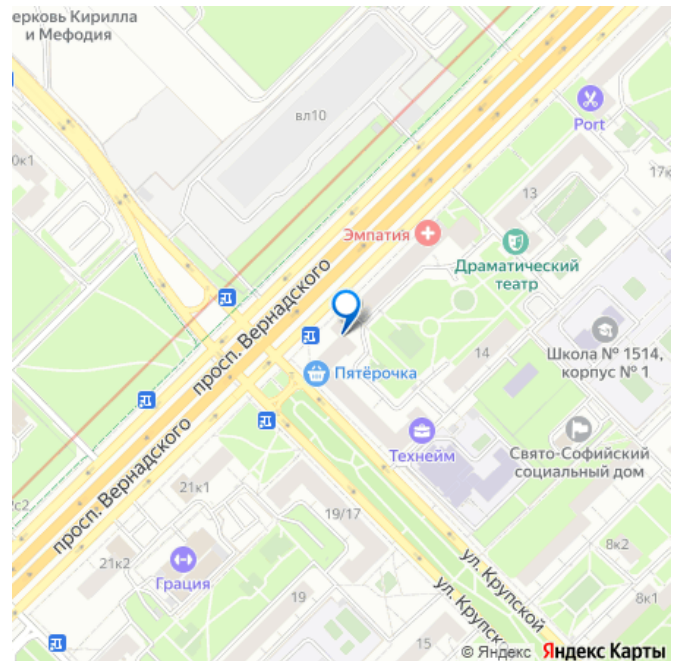 ерковь Кирилла
и Мефодия
вл10
Port
0к1
17к
13
Эмпатия
Драматический
театр
просп. Вернадского
Школа № 1514,
корпус № 1
14
Пятёрочка
Технейм
Свято-Софийский
социальный дом
просп. Вернадского
21к1
19/17
2с2
21к2
Грация
8к2
ул. Крупской
19
8к1
ул. Крупской
15
© Яндекс Яндекс Карты